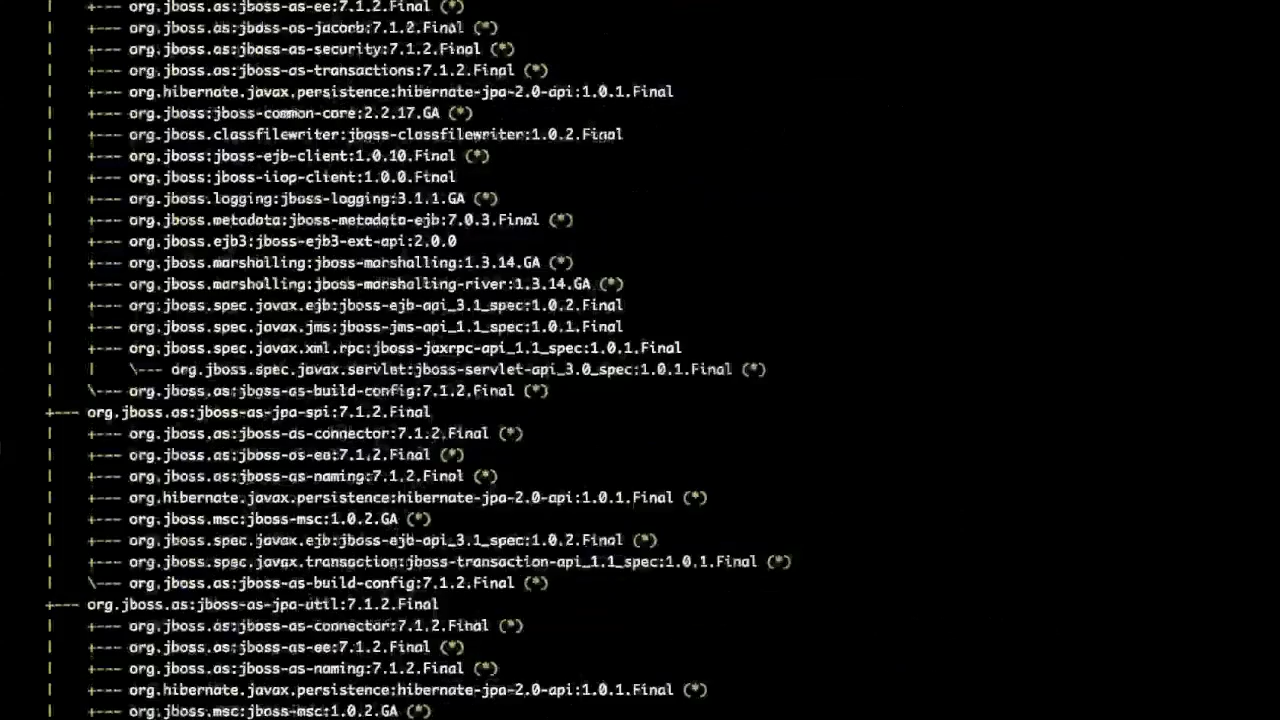 |    +--- org.jboss.as:jboss-as-ee:7.1.2.Final (*)
|    +--- org.jboss.as:jboss-as-jacorb:7.1.2.Final (*)
|    +--- org.jboss.as:jboss-as-security:7.1.2.Final (*)
|    +--- org.jboss.as:jboss-as-transactions:7.1.2.Final (*)
|    +--- org.hibernate.javax.persistence:hibernate-jpa-2.0-api:1.0.1.Final
|    +--- org.jboss:jboss-common-core:2.2.17.GA (*)
|    +--- org.jboss.classfilewriter:jboss-classfilewriter:1.0.2.Final
|    +--- org.jboss:jboss-ejb-client:1.0.10.Final (*)
|    +--- org.jboss:jboss-iiop-client:1.0.0.Final
|    +--- org.jboss.logging:jboss-logging:3.1.1.GA (*)
|    +--- org.jboss.metadata:jboss-metadata-ejb:7.0.3.Final (*)
|    +--- org.jboss.ejb3:jboss-ejb3-ext-api:2.0.0
|    +--- org.jboss.marshalling:jboss-marshalling:1.3.14.GA (*)
|    +--- org.jboss.marshalling:jboss-marshalling-river:1.3.14.GA (*)
|    +--- org.jboss.spec.javax.ejb:jboss-ejb-api_3.1_spec:1.0.2.Final
|    +--- org.jboss.spec.javax.jms:jboss-jms-api_1.1_spec:1.0.1.Final
|    +--- org.jboss.spec.javax.xml.rpc:jboss-jaxrpc-api_1.1_spec:1.0.1.Final
|    |    \--- org.jboss.spec.javax.servlet:jboss-servlet-api_3.0_spec:1.0.1.Final (*)
|    \--- org.jboss.as:jboss-as-build-config:7.1.2.Final (*)
+--- org.jboss.as:jboss-as-jpa-spi:7.1.2.Final
|    +--- org.jboss.as:jboss-as-connector:7.1.2.Final (*)
|    +--- org.jboss.as:jboss-as-ee:7.1.2.Final (*)
|    +--- org.jboss.as:jboss-as-naming:7.1.2.Final (*)
|    +--- org.hibernate.javax.persistence:hibernate-jpa-2.0-api:1.0.1.Final (*)
|    +--- org.jboss.msc:jboss-msc:1.0.2.GA (*)
|    +--- org.jboss.spec.javax.ejb:jboss-ejb-api_3.1_spec:1.0.2.Final (*)
|    +--- org.jboss.spec.javax.transaction:jboss-transaction-api_1.1_spec:1.0.1.Final (*)
|    \--- org.jboss.as:jboss-as-build-config:7.1.2.Final (*)
+--- org.jboss.as:jboss-as-jpa-util:7.1.2.Final
|    +--- org.jboss.as:jboss-as-connector:7.1.2.Final (*)
|    +--- org.jboss.as:jboss-as-ee:7.1.2.Final (*)
|    +--- org.jboss.as:jboss-as-naming:7.1.2.Final (*)
|    +--- org.hibernate.javax.persistence:hibernate-jpa-2.0-api:1.0.1.Final (*)
|    +--- org.jboss.msc:jboss-msc:1.0.2.GA (*)